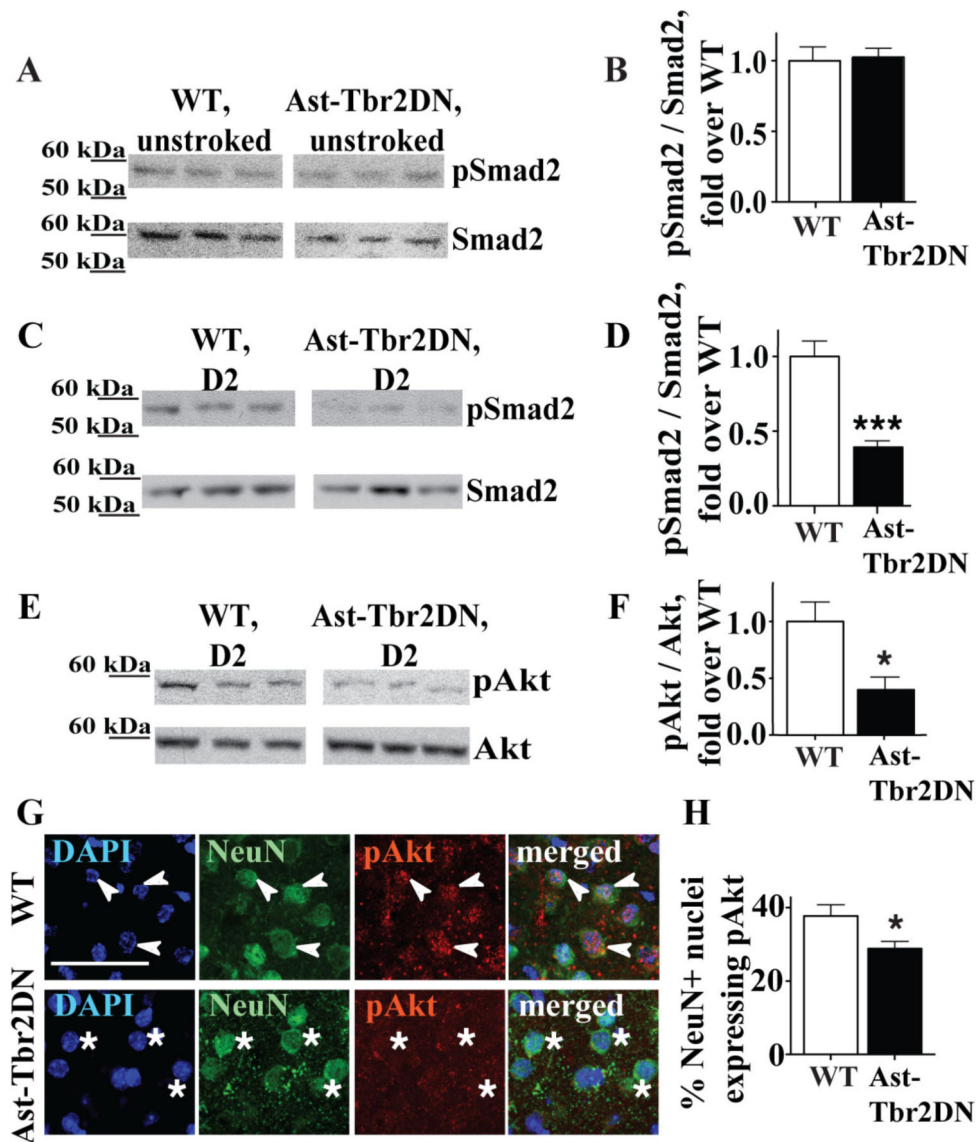 A
WT,
unstroked
Ast-Tbr2DN,
unstroked
60 kDa
50 kDa
pSmad2
60 kDa
50 kDa
Smad2
B
pSmad2 / Smad2,
fold over WT
1.0
0.5
0.0
WT
Ast-
Tbr2DN
C
WT,
D2
Ast-Tbr2DN,
D2
60 kDa
50 kDa
pSmad2
60 kDa
50 kDa
Smad2
D
pSmad2 / Smad2,
fold over WT
1.0
0.5
0.0
***
WT
Ast-
Tbr2DN
E
WT,
D2
Ast-Tbr2DN,
D2
60 kDa
pAkt
60 kDa
Akt
F
pAkt / Akt,
fold over WT
1.0
0.5
0.0
*
WT
Ast-
Tbr2DN
G
WT
DAPI
NeuN
pAkt
merged
Ast-Tbr2DN
DAPI
NeuN
pAkt
merged
* * *
* * *
* * *
* * *
H
% NeuN+ nuclei
expressing pAkt
40
20
0
*
WT
Ast-
Tbr2DN